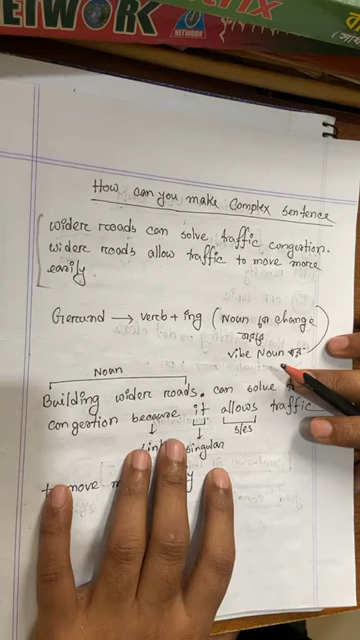 NETWORK
How can you make Complex sentence
Wider roads can solve traffic congestion.
Wider roads allow traffic to move more
easily.
Gerund → verb + ing (Noun কে change
করে
vibe Noun এর
Noun
Building wider roads. can solve
congestion because it allows traffic
singular
s/es
to move